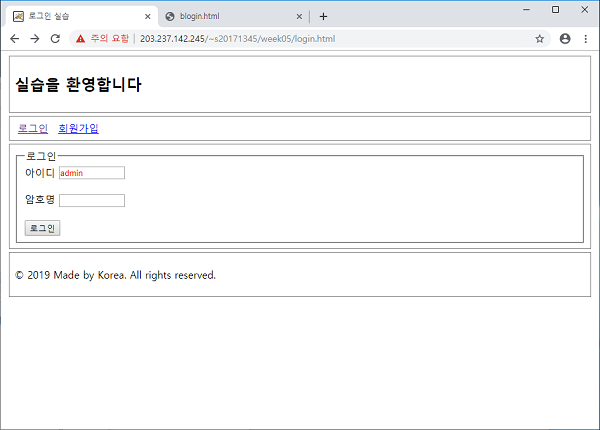 로그인 실습
blogin.html
주의 요함 | 203.237.142.245/~s20171345/week05/login.html
실습을 환영합니다
로그인 회원가입
로그인
아이디 admin
암호명
로그인
© 2019 Made by Korea. All rights reserved.